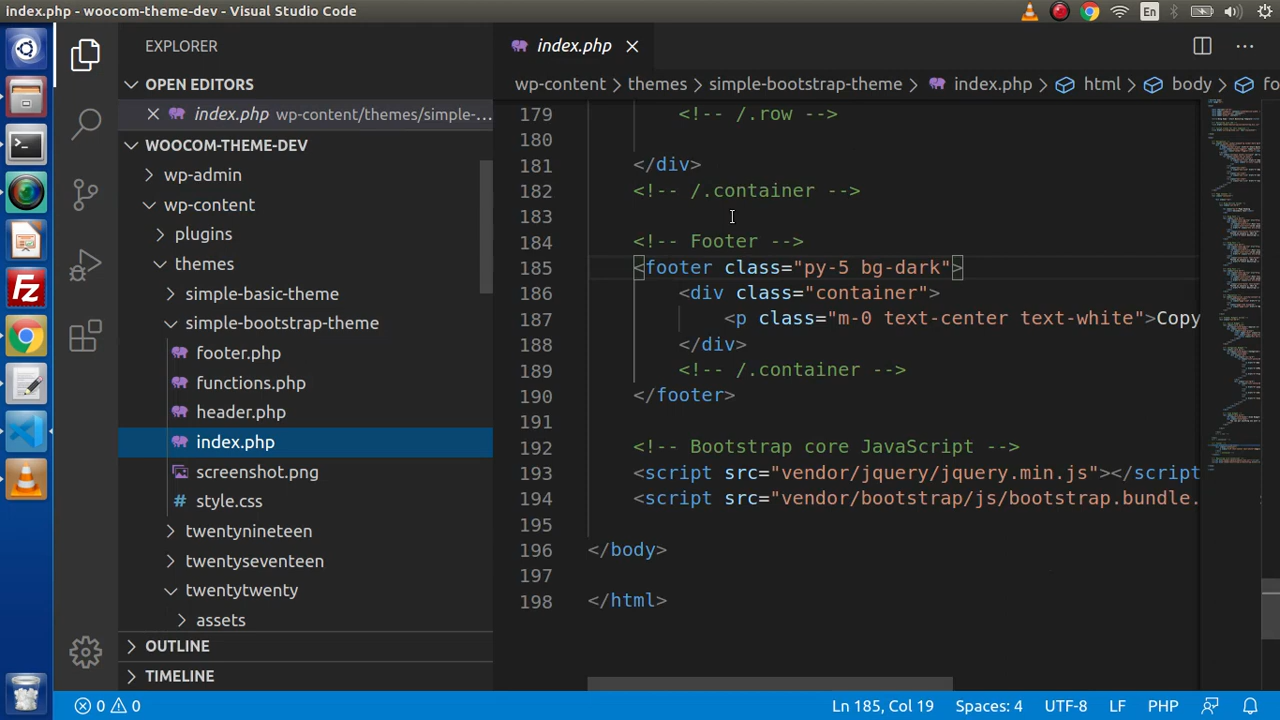 index.php - woocom-theme-dev - Visual Studio Code
En
EXPLORER
OPEN EDITORS
index.php wp-content/themes/simple-...
WOOCOM-THEME-DEV
wp-admin
wp-content
plugins
themes
simple-basic-theme
simple-bootstrap-theme
footer.php
functions.php
header.php
index.php
screenshot.png
# style.css
twentynineteen
twentyseventeen
twentytwenty
assets
OUTLINE
TIMELINE
index.php
wp-content > themes > simple-bootstrap-theme > index.php > html > body > fo
179 <!-- /.row -->
180
181 </div>
182 <!-- /.container -->
183
184 <!-- Footer -->
185 <footer class="py-5 bg-dark">
186 <div class="container">
187 <p class="m-0 text-center text-white">Copy
188 </div>
189 <!-- /.container -->
190 </footer>
191
192 <!-- Bootstrap core JavaScript -->
193 <script src="vendor/jquery/jquery.min.js"></script
194 <script src="vendor/bootstrap/js/bootstrap.bundle.
195
196 </body>
197
198 </html>
0 0 Ln 185, Col 19 Spaces: 4 UTF-8 LF PHP